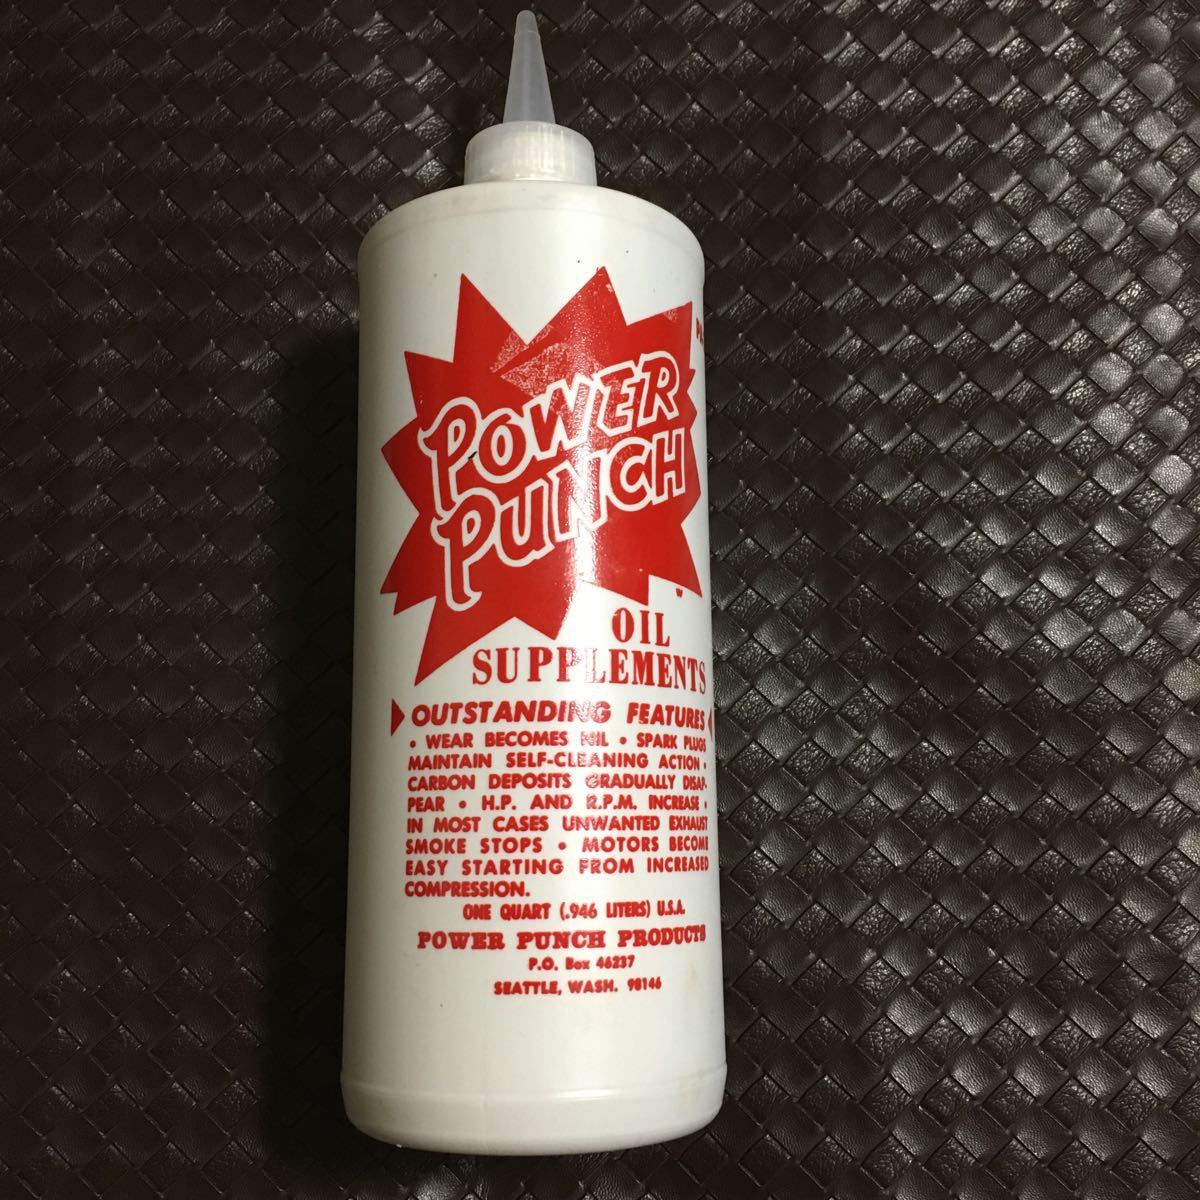 POWER
PUNCH
OIL
SUPPLEMENTS
OUTSTANDING FEATURES
• WEAR BECOMES NIL • SPARK PLUGS
MAINTAIN SELF-CLEANING ACTION •
CARBON DEPOSITS GRADUALLY DISAP-
PEAR • H.P. AND R.P.M. INCREASE •
IN MOST CASES UNWANTED EXHAUST
SMOKE STOPS • MOTORS BECOME
EASY STARTING FROM INCREASED
COMPRESSION.
ONE QUART (.946 LITERS) U.S.A.
POWER PUNCH PRODUCTS
P.O. Box 46237
SEATTLE, WASH. 98146